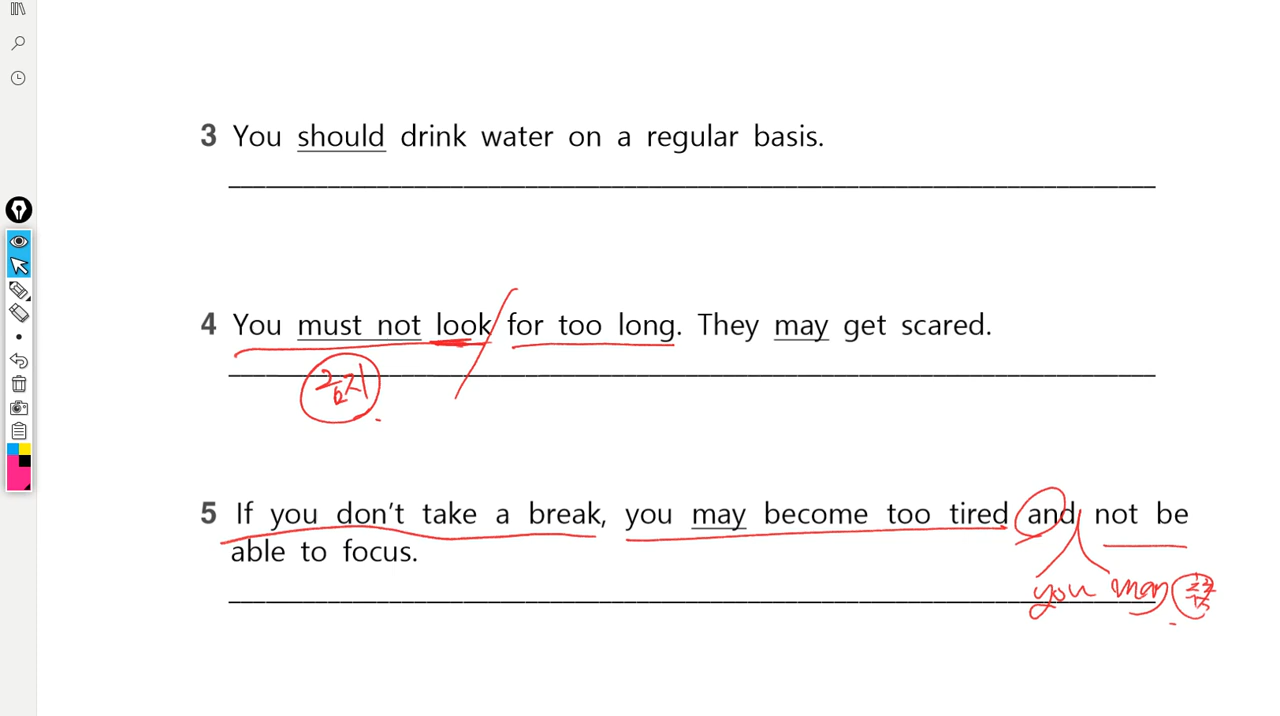 3 You should drink water on a regular basis.
4 You must not look for too long. They may get scared.
금지
5 If you don't take a break, you may become too tired and not be
able to focus.
you may